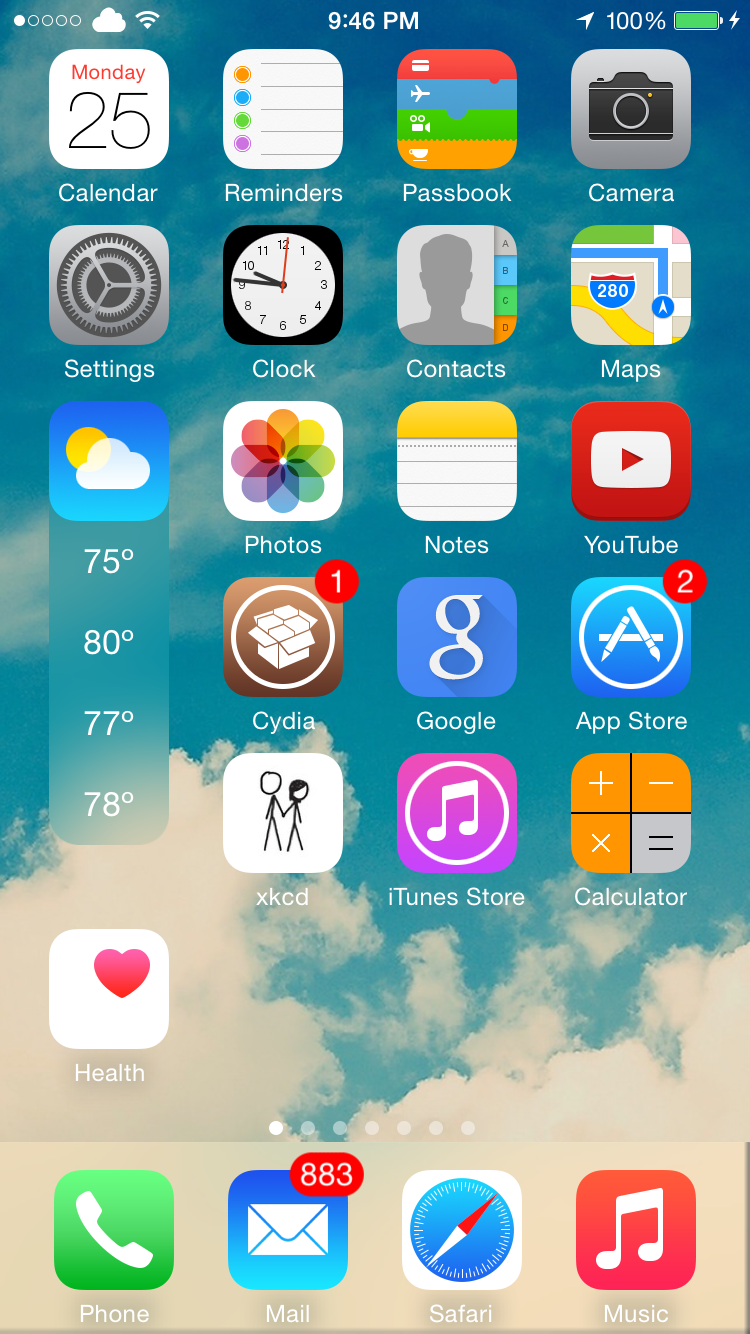 9:46 PM
100%
Monday
25
Calendar
Reminders
Passbook
Camera
12
1
2
3
4
5
6
7
8
9
10
11
A
B
C
D
280
Settings
Clock
Contacts
Maps
75°
80°
77°
78°
Photos
Notes
YouTube
1
g
2
Cydia
Google
App Store
xkcd
iTunes Store
Calculator
Health
883
Phone
Mail
Safari
Music